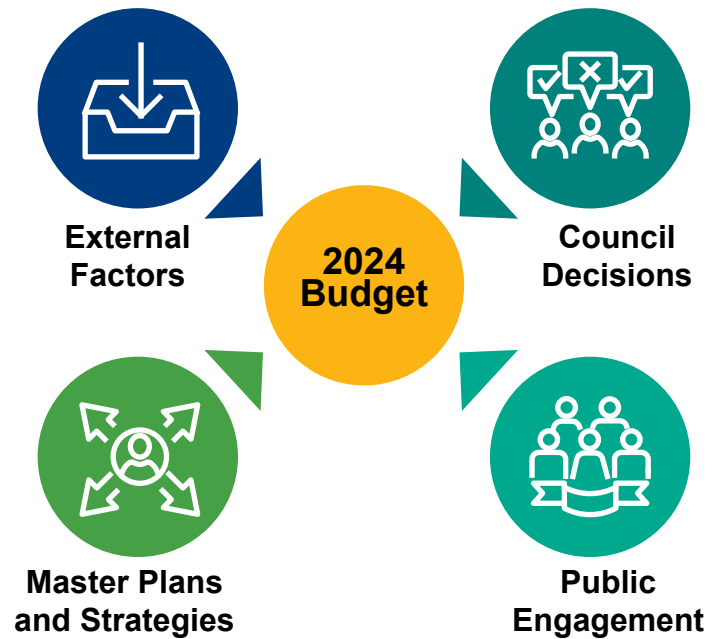 External
Factors
Council
Decisions
2024
Budget
Master Plans
and Strategies
Public
Engagement